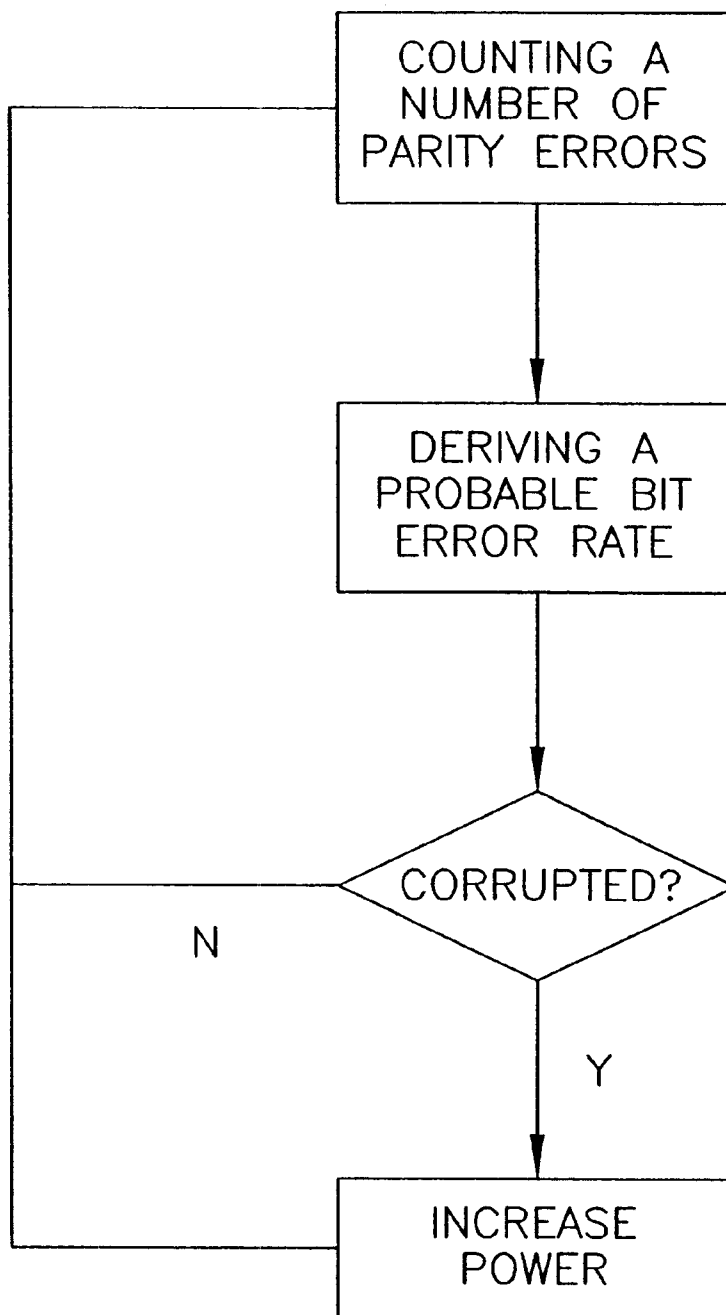 COUNTING A
NUMBER OF
PARITY ERRORS
DERIVING A
PROBABLE BIT
ERROR RATE
CORRUPTED?
N
Y
INCREASE
POWER